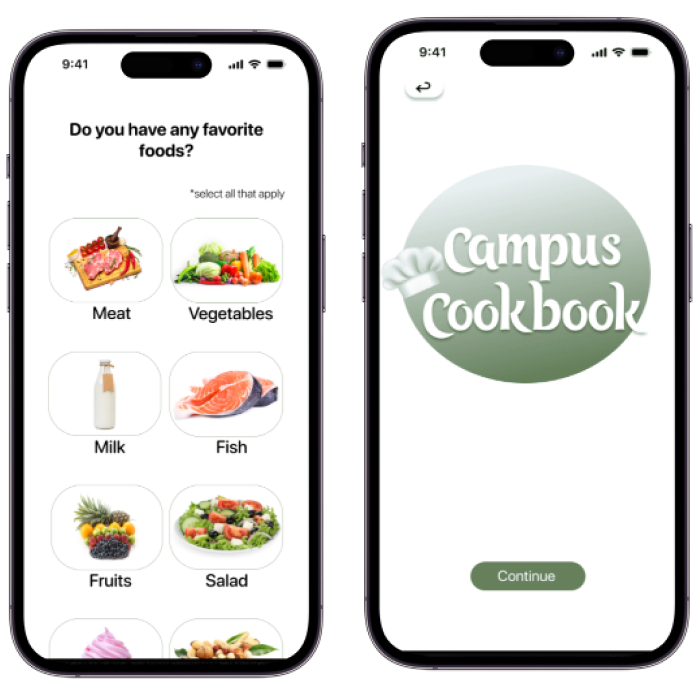 9:41
Do you have any favorite
foods?
*select all that apply
Meat
Vegetables
Milk
Fish
Fruits
Salad
9:41
Campus
Cookbook
Continue